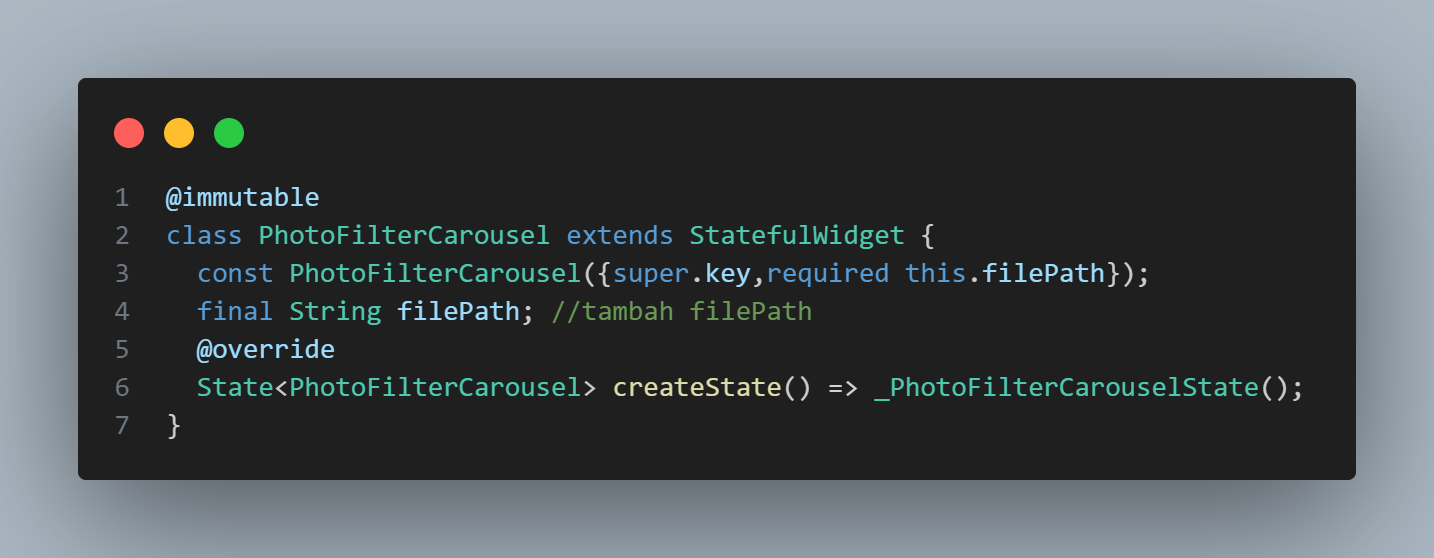 1 @immutable
2 class PhotoFilterCarousel extends StatefulWidget {
3   const PhotoFilterCarousel({super.key,required this.filePath});
4   final String filePath; //tambah filePath
5   @override
6   State<PhotoFilterCarousel> createState() => _PhotoFilterCarouselState();
7 }